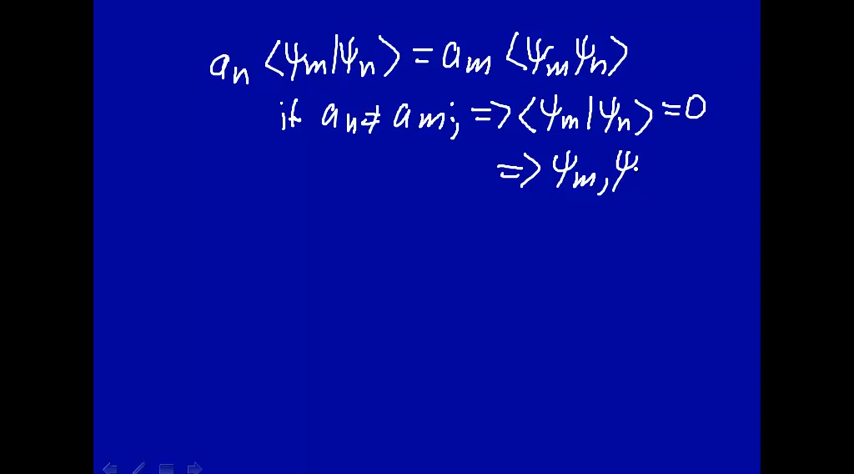 aₙ ⟨ψₘ|ψₙ⟩ = aₘ ⟨ψₘψₙ⟩
if aₙ ≠ aₘ; => ⟨ψₘ|ψₙ⟩ = 0
=> ψₘ, ψ